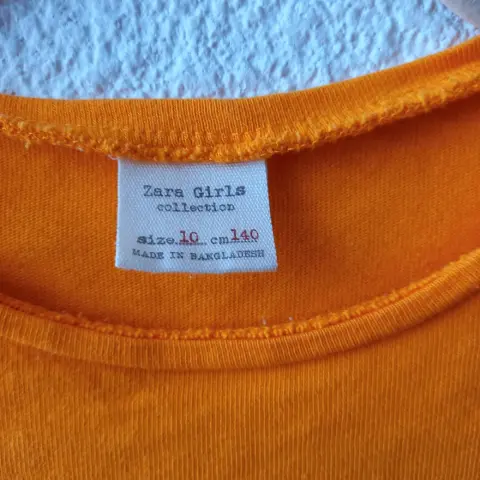 Zara Girls
collection
size 10 cm 140
MADE IN BANGLADESH